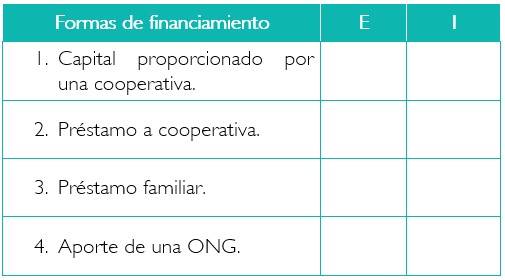 Formas de financiamiento E I
1. Capital proporcionado por
una cooperativa.
2. Préstamo a cooperativa.
3. Préstamo familiar.
4. Aporte de una ONG.